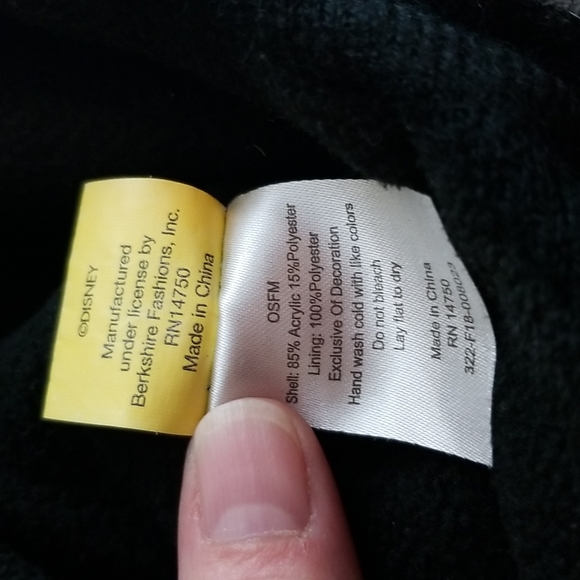 ©DISNEY
Manufactured
under license by
Berkshire Fashions, Inc.
RN14750
Made in China
OSFM
Shell: 85% Acrylic 15%Polyester
Lining: 100%Polyester
Exclusive Of Decoration
Hand wash cold with like colors
Do not bleach
Lay flat to dry
Made In China
RN 14750